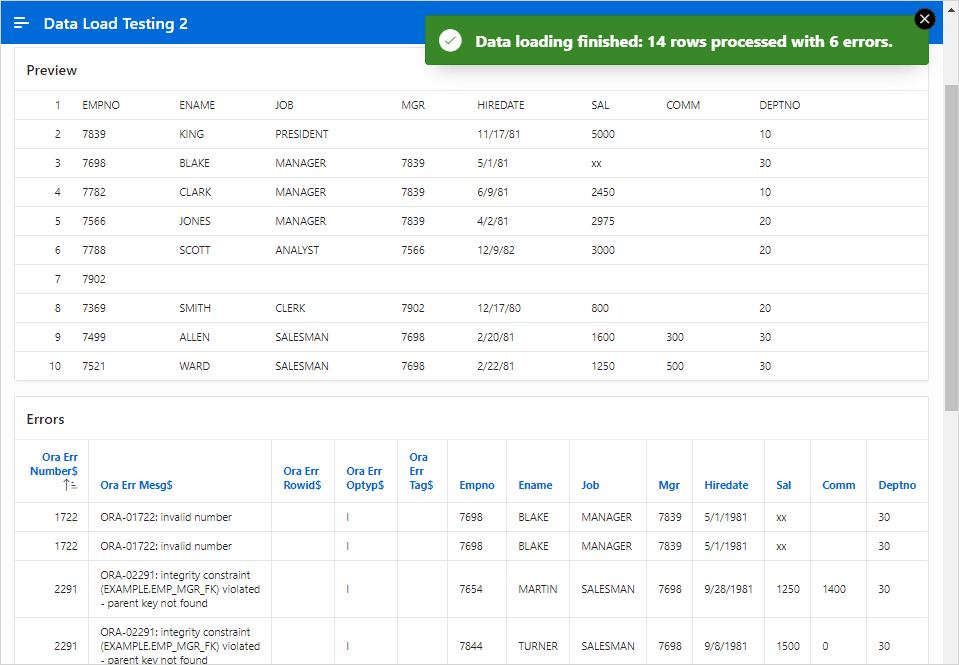 Data Load Testing 2
Data loading finished: 14 rows processed with 6 errors.
Preview
1 EMPNO ENAME JOB MGR HIREDATE SAL COMM DEPTNO
2 7839 KING PRESIDENT 11/17/81 5000 10
3 7698 BLAKE MANAGER 7839 5/1/81 xx 30
4 7782 CLARK MANAGER 7839 6/9/81 2450 10
5 7566 JONES MANAGER 7839 4/2/81 2975 20
6 7788 SCOTT ANALYST 7566 12/9/82 3000 20
7 7902
8 7369 SMITH CLERK 7902 12/17/80 800 20
9 7499 ALLEN SALESMAN 7698 2/20/81 1600 300 30
10 7521 WARD SALESMAN 7698 2/22/81 1250 500 30
Errors
Ora Err
Number$
Ora Err Mesg$
Ora Err
Rowid$
Ora Err
Optyp$
Ora
Err
Tag$
Empno Ename Job Mgr Hiredate Sal Comm Deptno
1722 ORA-01722: invalid number I 7698 BLAKE MANAGER 7839 5/1/1981 xx 30
1722 ORA-01722: invalid number I 7698 BLAKE MANAGER 7839 5/1/1981 xx 30
ORA-02291: integrity constraint
2291 (EXAMPLE.EMP_MGR_FK) violated I 7654 MARTIN SALESMAN 7698 9/28/1981 1250 1400 30
- parent key not found
ORA-02291: integrity constraint
2291 (EXAMPLE.EMP_MGR_FK) violated I 7844 TURNER SALESMAN 7698 9/8/1981 1500 0 30
- parent key not found